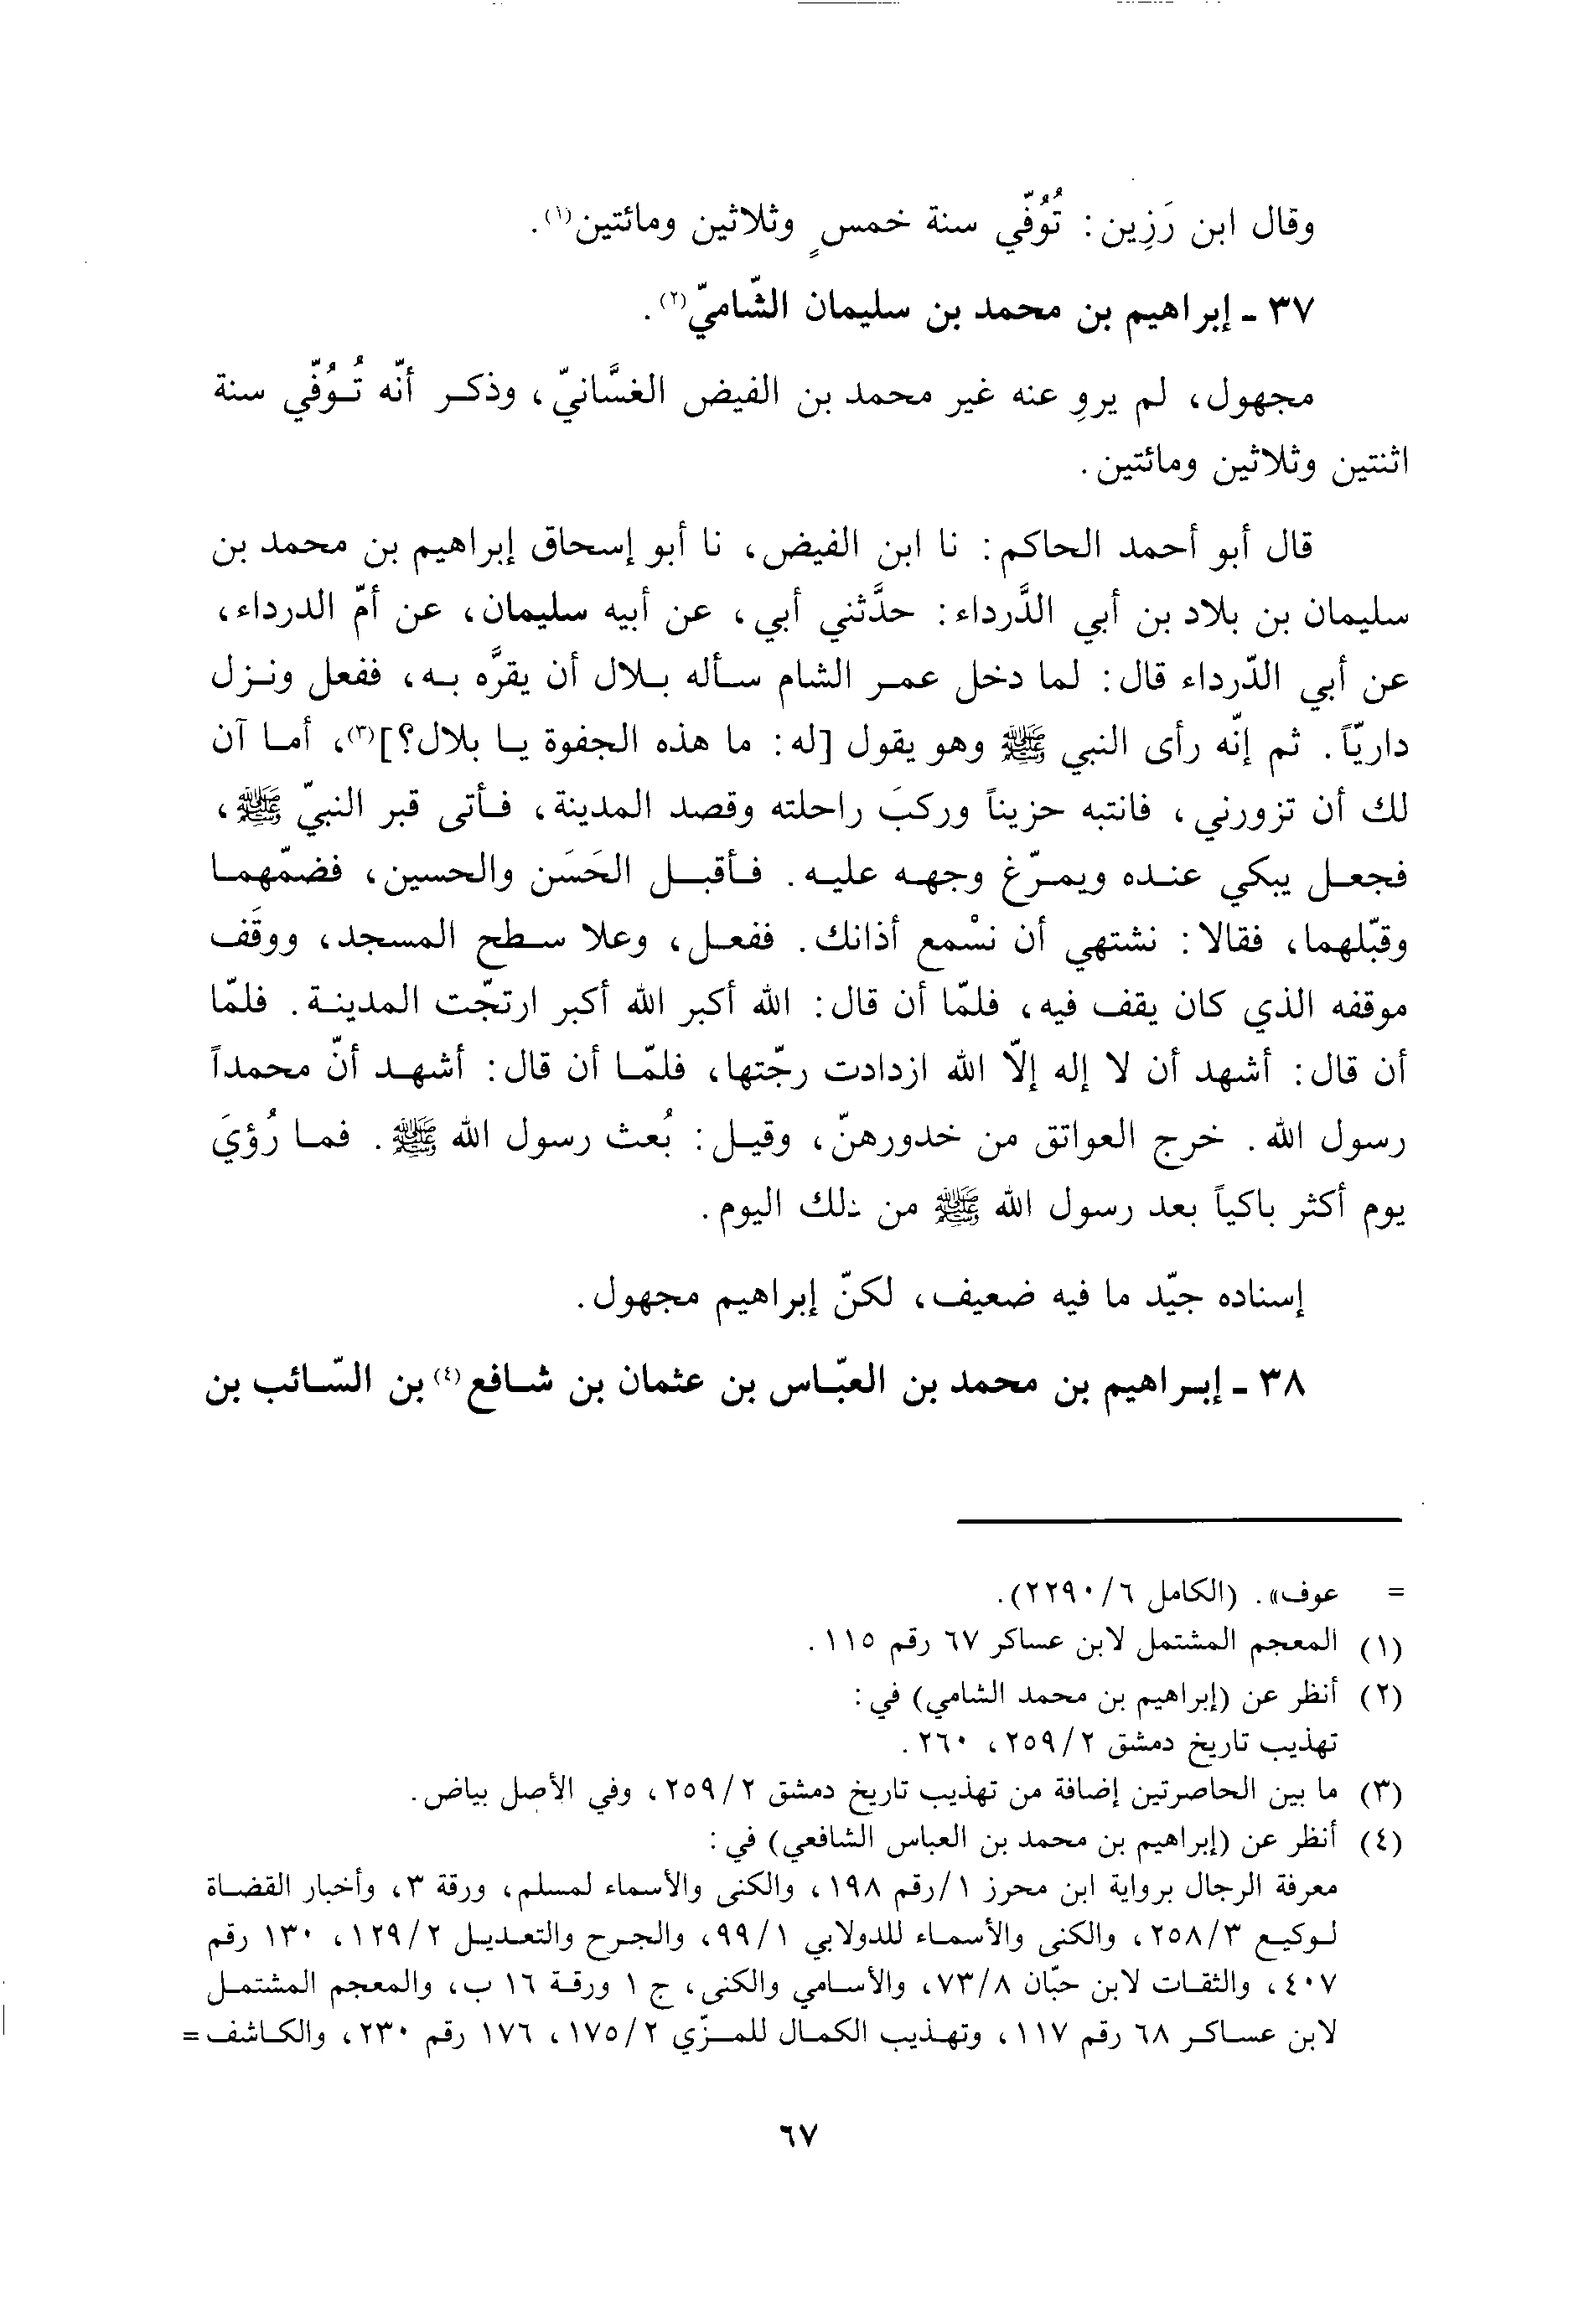 وقال ابن رَزِين: تُوُفّي سنة خمسٍ وثلاثين ومائتين(١).
٣٧ ـ إبراهيم بن محمد بن سليمان الشّاميّ(٢).
مجهول، لم يروِ عنه غير محمد بن الفيض الغسَّانيّ، وذكر أنّه تُوُفّي سنة
اثنتين وثلاثين ومائتين.
قال أبو أحمد الحاكم: نا ابن الفيض، نا أبو إسحاق إبراهيم بن محمد بن
سليمان بن بلاد بن أبي الدَّرداء: حدَّثني أبي، عن أبيه سليمان، عن أمّ الدرداء،
عن أبي الدّرداء قال: لما دخل عمر الشام سأله بلال أن يقرَّه به، ففعل ونزل
داريّاً. ثم إنّه رأى النبي ﷺ وهو يقول [له: ما هذه الجفوة يا بلال؟](٣)، أما آن
لك أن تزورني، فانتبه حزيناً وركبَ راحلته وقصد المدينة، فأتى قبر النبيّ ﷺ،
فجعل يبكي عنده ويمرّغ وجهه عليه. فأقبل الحَسَن والحسين، فضمّهما
وقبّلهما، فقالا: نشتهي أن نسْمع أذانك. ففعل، وعلا سطح المسجد، ووقَف
موقفه الذي كان يقف فيه، فلمّا أن قال: الله أكبر الله أكبر ارتجّت المدينة. فلمّا
أن قال: أشهد أن لا إله إلّا الله ازدادت رجّتها، فلمّا أن قال: أشهد أنّ محمداً
رسول الله. خرج العواتق من خدورهنّ، وقيل: بُعث رسول الله ﷺ. فما رُؤيَ
يوم أكثر باكياً بعد رسول الله ﷺ من ذلك اليوم.
إسناده جيّد ما فيه ضعيف، لكنّ إبراهيم مجهول.
٣٨ ـ إبراهيم بن محمد بن العبّاس بن عثمان بن شافع(٤) بن السّائب بن
= عوف». (الكامل ٦/ ٢٢٩٠).
(١) المعجم المشتمل لابن عساكر ٦٧ رقم ١١٥.
(٢) أنظر عن (إبراهيم بن محمد الشامي) في:
تهذيب تاريخ دمشق ٢/ ٢٥٩، ٢٦٠.
(٣) ما بين الحاصرتين إضافة من تهذيب تاريخ دمشق ٢/ ٢٥٩، وفي الأصل بياض.
(٤) أنظر عن (إبراهيم بن محمد بن العباس الشافعي) في:
معرفة الرجال برواية ابن محرز ١/رقم ١٩٨، والكنى والأسماء لمسلم، ورقة ٣، وأخبار القضاة
لوكيع ٣/ ٢٥٨، والكنى والأسماء للدولابي ١/ ٩٩، والجرح والتعديل ٢/ ١٢٩، ١٣٠ رقم
٤٠٧، والثقات لابن حبّان ٨/ ٧٣، والأسامي والكنى، ج ١ ورقة ١٦ ب، والمعجم المشتمل
لابن عساكر ٦٨ رقم ١١٧، وتهذيب الكمال للمزّي ٢/ ١٧٥، ١٧٦ رقم ٢٣٠، والكاشف=
٦٧